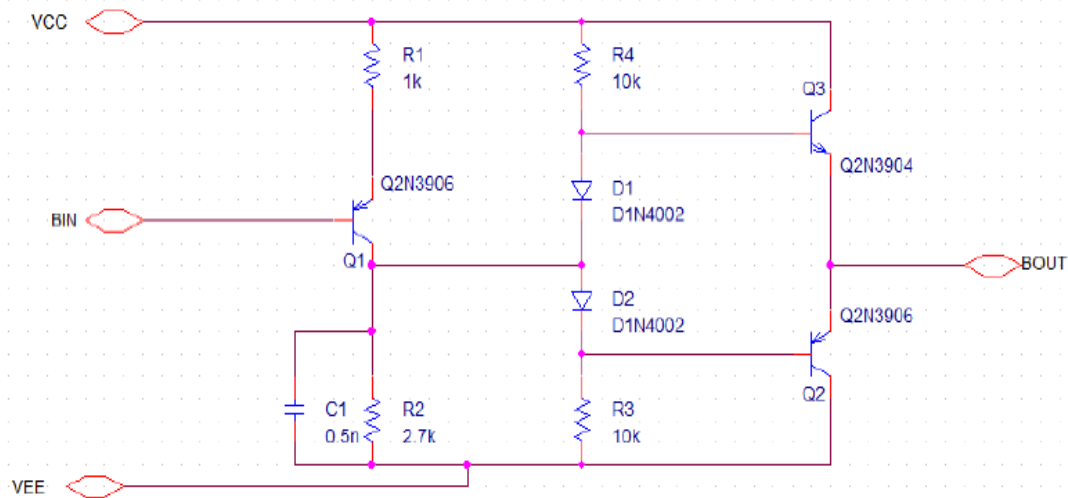 VCC
R1
1k
R4
10k
Q3
Q2N3904
Q2N3906
D1
D1N4002
BIN
Q1
BOUT
D2
D1N4002
Q2N3906
Q2
C1
0.5n
R2
2.7k
R3
10k
VEE